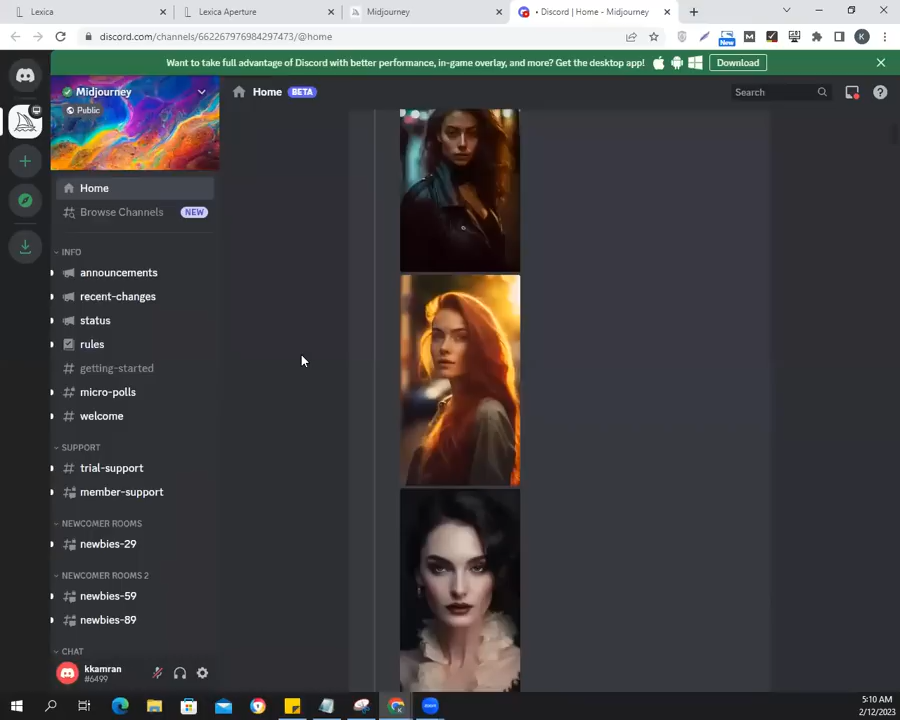 Lexica
Lexica Aperture
Midjourney
• Discord | Home - Midjourney
discord.com/channels/662267976984297473/@home
New
K
Want to take full advantage of Discord with better performance, in-game overlay, and more? Get the desktop app!
Download
Midjourney
Public
Home
BETA
Search
Home
Browse Channels
NEW
INFO
announcements
recent-changes
status
rules
getting-started
micro-polls
welcome
SUPPORT
trial-support
member-support
NEWCOMER ROOMS
newbies-29
NEWCOMER ROOMS 2
newbies-59
newbies-89
CHAT
kkamran
#6499
5:10 AM
2/12/2023